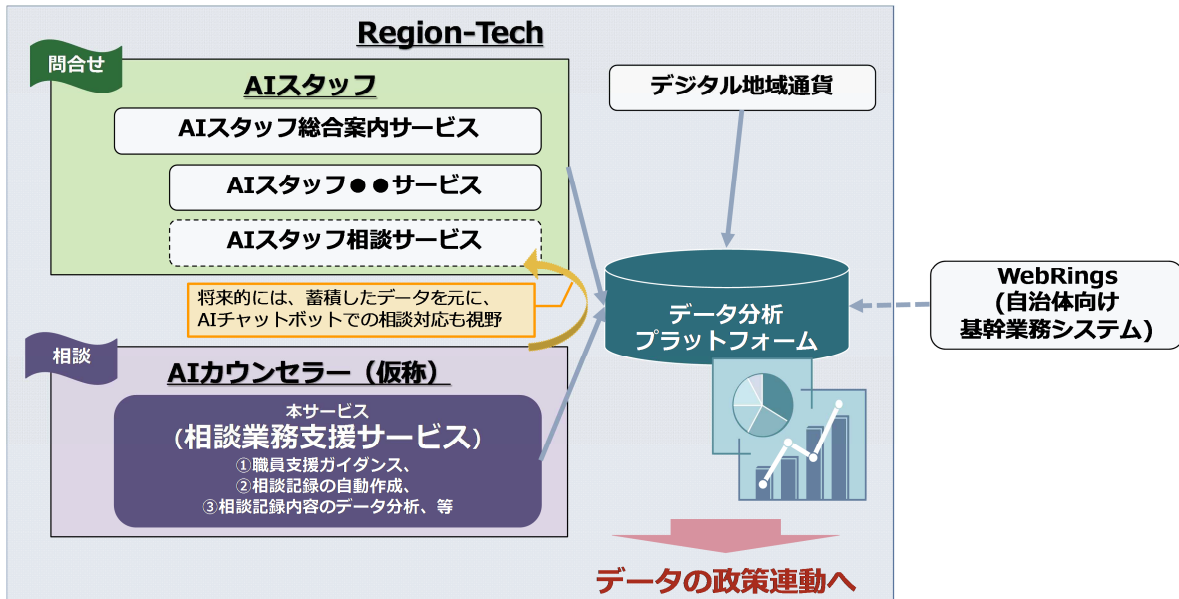 Region-Tech
問合せ
AIスタッフ
AIスタッフ総合案内サービス
AIスタッフ●●サービス
AIスタッフ相談サービス
将来的には、蓄積したデータを元に、
AIチャットボットでの相談対応も視野
相談
AIカウンセラー（仮称）
本サービス
(相談業務支援サービス)
①職員支援ガイダンス、
②相談記録の自動作成、
③相談記録内容のデータ分析、等
デジタル地域通貨
データ分析
プラットフォーム
WebRings
(自治体向け
基幹業務システム)
データの政策連動へ